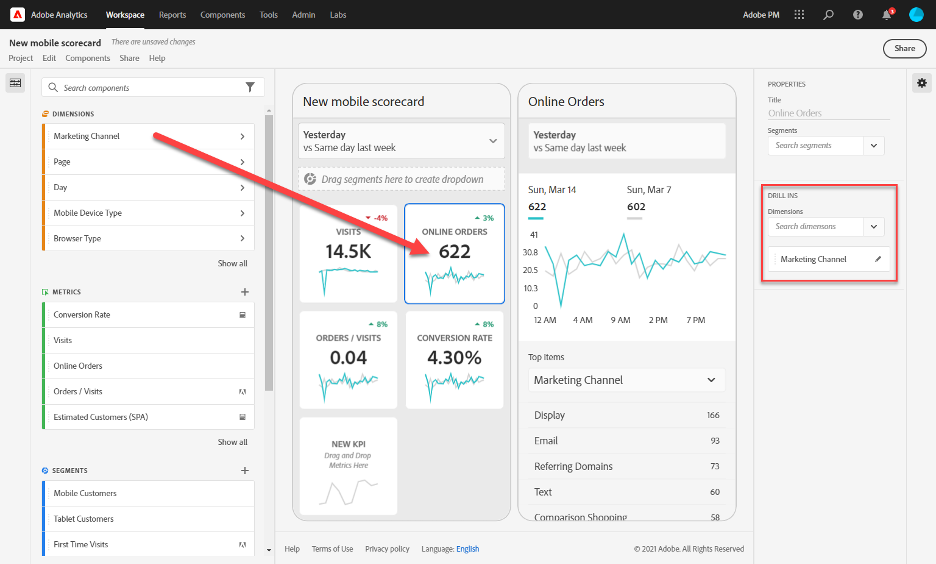 Adobe Analytics
Workspace
Reports
Components
Tools
Admin
Labs
Adobe PM
New mobile scorecard
There are unsaved changes
Project
Edit
Components
Share
Help
Share
Search components
DIMENSIONS
Marketing Channel
Page
Day
Mobile Device Type
Browser Type
Show all
METRICS
Conversion Rate
Visits
Online Orders
Orders / Visits
Estimated Customers (SPA)
Show all
SEGMENTS
Mobile Customers
Tablet Customers
First Time Visits
New mobile scorecard
Yesterday
vs Same day last week
Drag segments here to create dropdown
-4%
VISITS
14.5K
3%
ONLINE ORDERS
622
8%
ORDERS / VISITS
0.04
8%
CONVERSION RATE
4.30%
NEW KPI
Drag and Drop
Metrics Here
Online Orders
Yesterday
vs Same day last week
Sun, Mar 14
622
Sun, Mar 7
602
41
30.8
20.5
10.3
0
12 AM
4 AM
9 AM
2 PM
7 PM
Top items
Marketing Channel
Display 166
Email 93
Referring Domains 73
Text 60
Comparison Shopping 58
PROPERTIES
Title
Online Orders
Segments
Search segments
DRILL INS
Dimensions
Search dimensions
Marketing Channel
Help
Terms of Use
Privacy policy
Language: English
© 2021 Adobe. All Rights Reserved